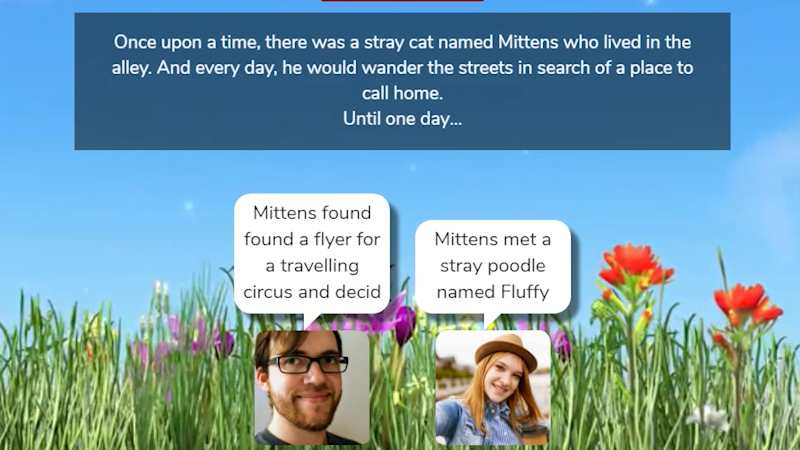 Once upon a time, there was a stray cat named Mittens who lived in the
alley. And every day, he would wander the streets in search of a place to
call home.
Until one day...
Mittens found
found a flyer for
a travelling
circus and decid
Mittens met a
stray poodle
named Fluffy